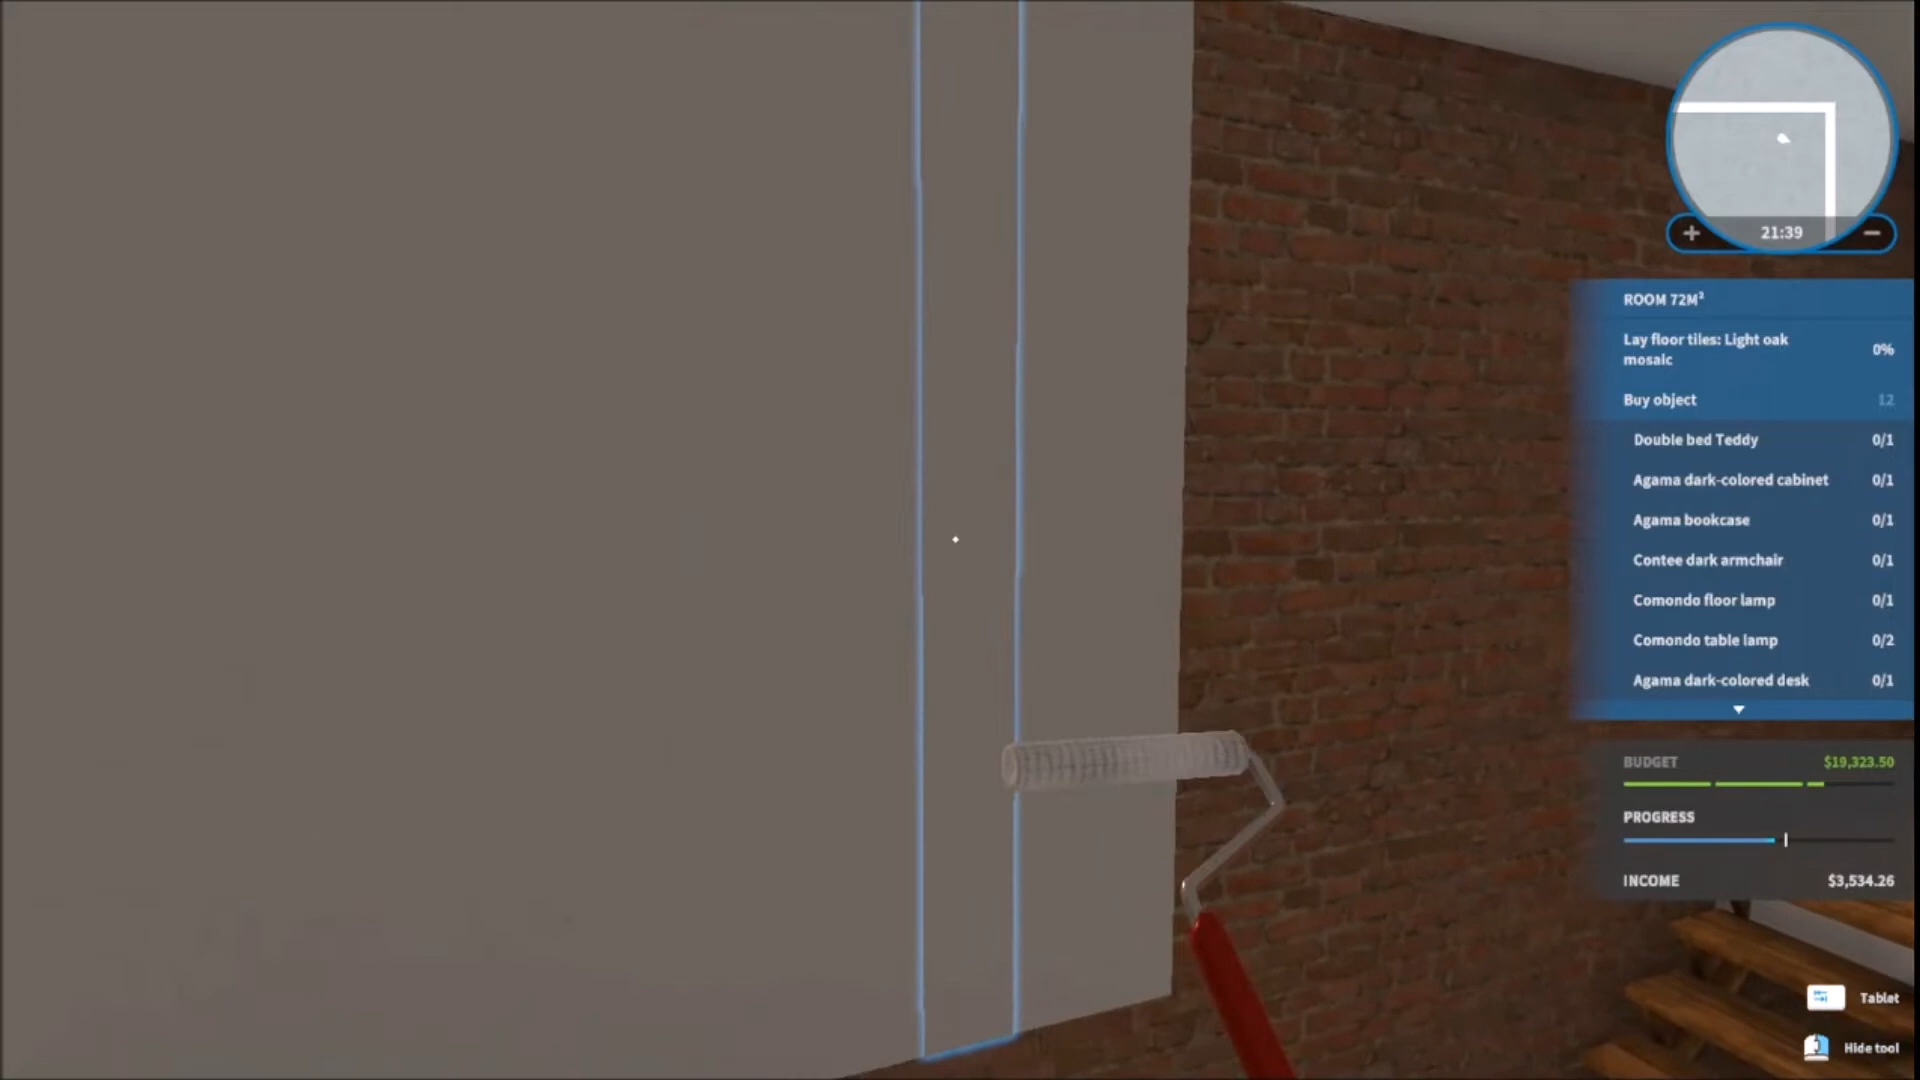 21:39
ROOM 72M²
Lay floor tiles: Light oak
mosaic 0%
Buy object 12
Double bed Teddy 0/1
Agama dark-colored cabinet 0/1
Agama bookcase 0/1
Contee dark armchair 0/1
Comondo floor lamp 0/1
Comondo table lamp 0/2
Agama dark-colored desk 0/1
BUDGET $19,323.50
PROGRESS
INCOME $3,534.26
Tablet
Hide tool